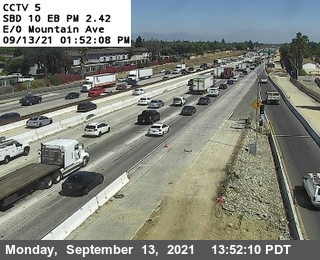 CCTV 5
SBD 10 EB PM 2.42
E/O Mountain Ave
09/13/21 01:52:08 PM
Monday, September 13, 2021 13:52:10 PDT